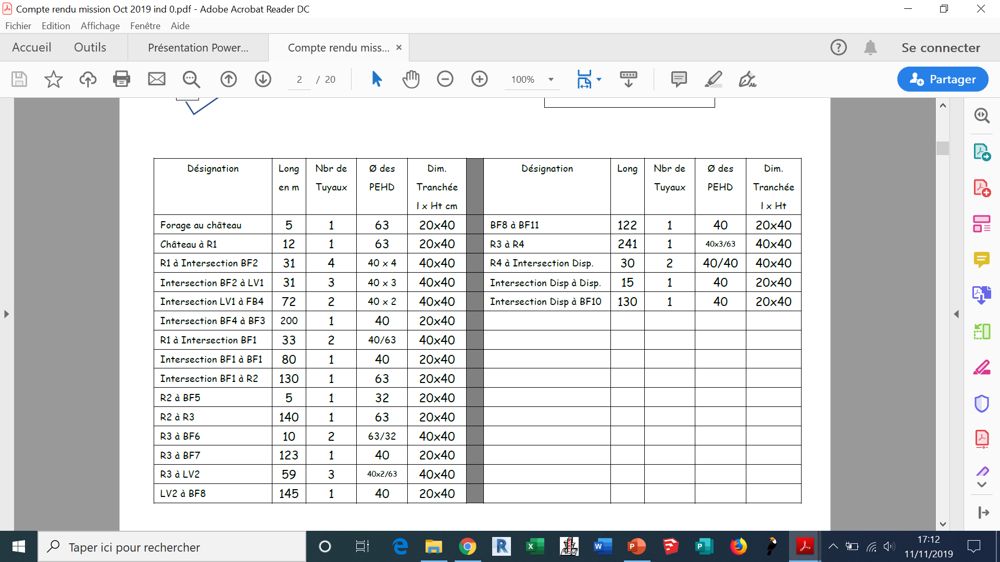 Compte rendu mission Oct 2019 ind 0.pdf - Adobe Acrobat Reader DC
Fichier Edition Affichage Fenêtre Aide
Accueil Outils Présentation Power... Compte rendu miss... × Se connecter
2 / 20 100% Partager
Désignation Long en m Nbr de Tuyaux Ø des PEHD Dim. Tranchée l x Ht cm Désignation Long Nbr de Tuyaux Ø des PEHD Dim. Tranchée l x Ht
Forage au château 5 1 63 20x40 BF8 à BF11 122 1 40 20x40
Château à R1 12 1 63 20x40 R3 à R4 241 1 40x3/63 40x40
R1 à Intersection BF2 31 4 40 x 4 40x40 R4 à Intersection Disp. 30 2 40/40 40x40
Intersection BF2 à LV1 31 3 40 x 3 40x40 Intersection Disp à Disp. 15 1 40 20x40
Intersection LV1 à FB4 72 2 40 x 2 40x40 Intersection Disp à BF10 130 1 40 20x40
Intersection BF4 à BF3 200 1 40 20x40
R1 à Intersection BF1 33 2 40/63 40x40
Intersection BF1 à BF1 80 1 40 20x40
Intersection BF1 à R2 130 1 63 20x40
R2 à BF5 5 1 32 20x40
R2 à R3 140 1 63 20x40
R3 à BF6 10 2 63/32 40x40
R3 à BF7 123 1 40 20x40
R3 à LV2 59 3 40x2/63 40x40
LV2 à BF8 145 1 40 20x40
Taper ici pour rechercher
17:12
11/11/2019